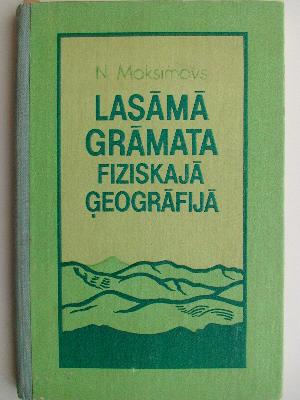 N. Maksimovs
LASĀMĀ
GRĀMATA
FIZISKAJĀ
ĢEOGRĀFIJĀ